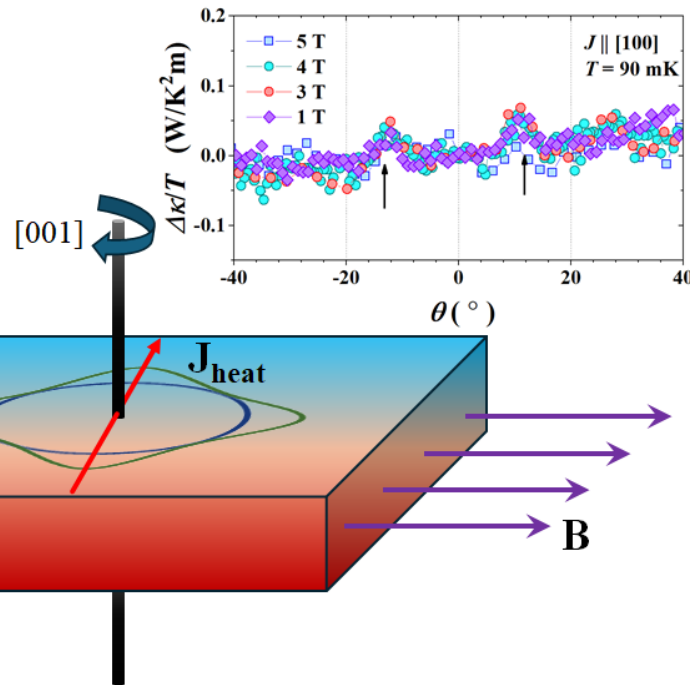 0.2
0.1
0.0
-0.1
Δκ/T (W/K²m)
5 T
4 T
3 T
1 T
J || [100]
T = 90 mK
-40
-20
0
20
40
θ ( ° )
[001]
J_heat
B